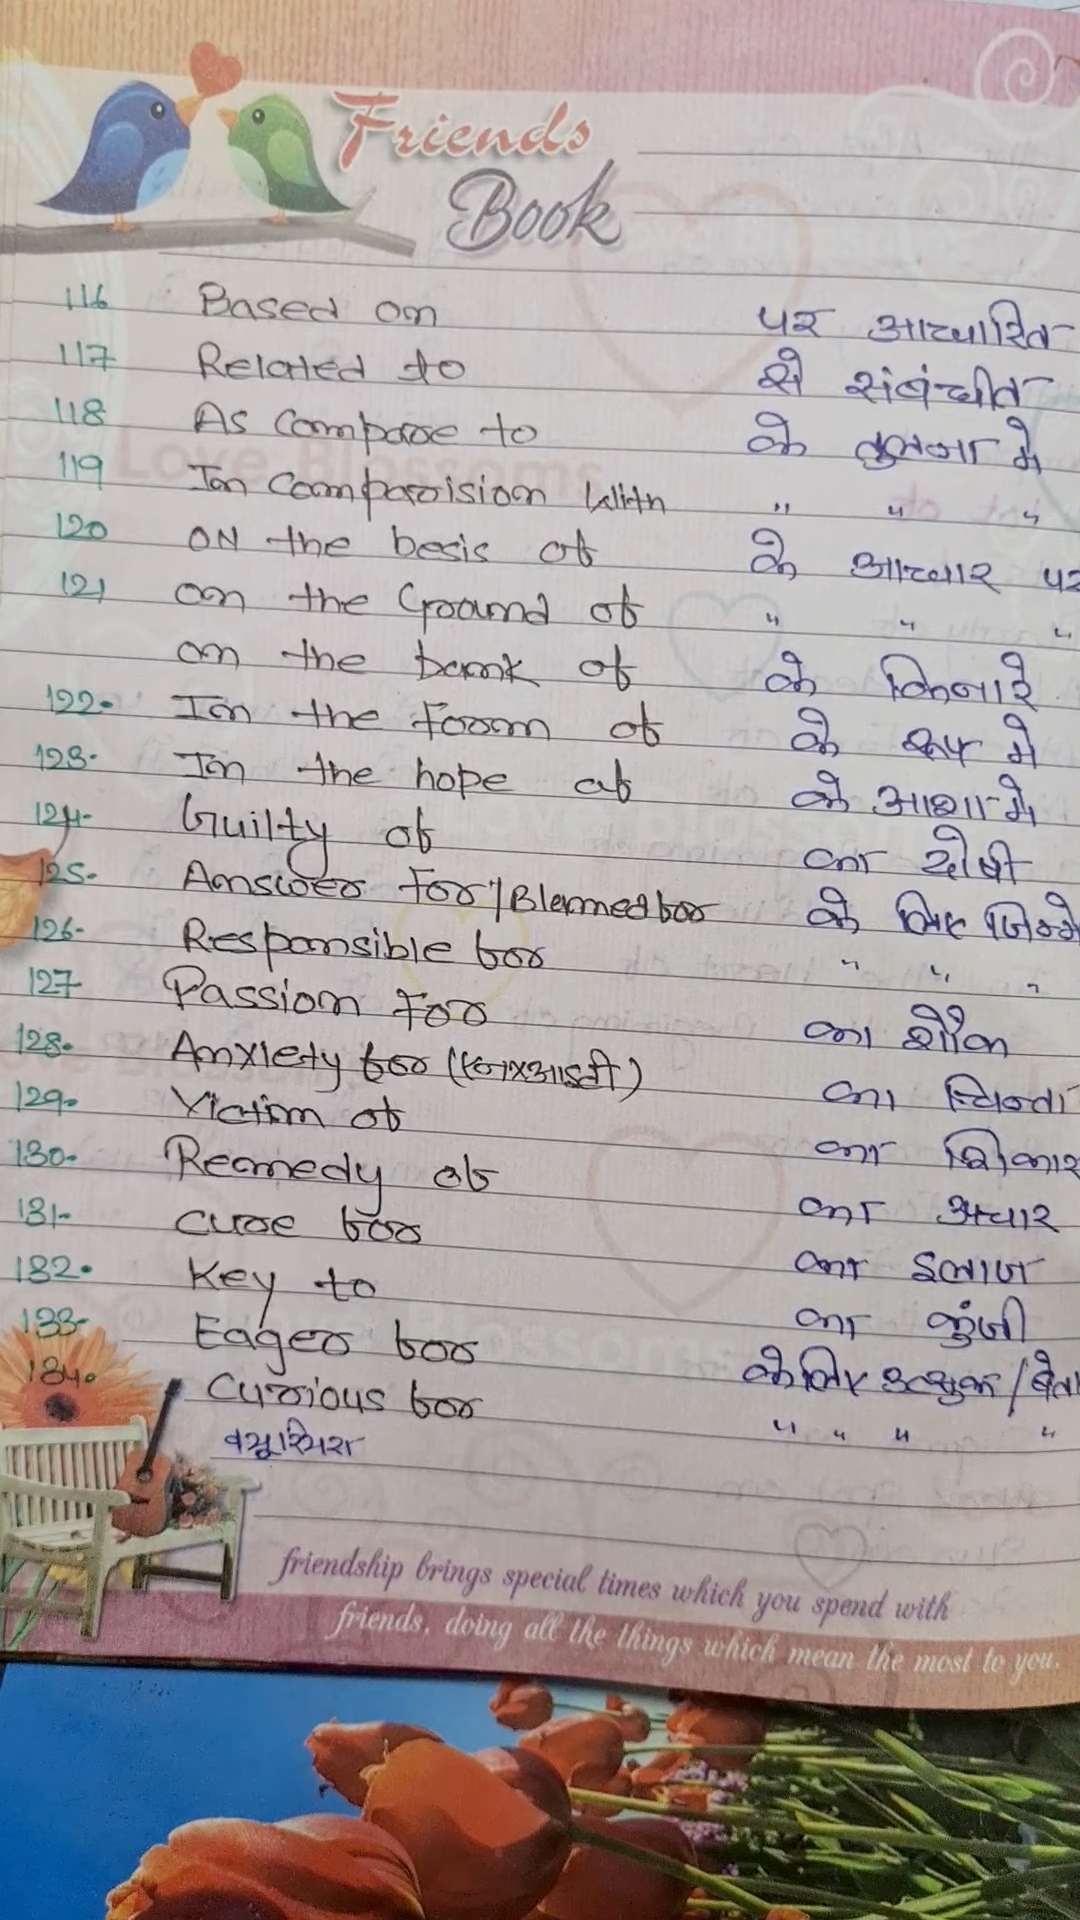 Friends
Book
116 Based on पर आधारित
117 Related to से संबंधीत
118 As Compare to के तुलना मे
119 In Comparision With " " "
120 ON the besis of के आधार पर
121 on the Ground of " " "
on the bank of के किनारे
122. In the Form of के रूप मे
123. In the hope of के आशा मे
124. Guilty of का दोषी
125. Answer For/Blamed for के लिए जिम्मे
126. Responsible for " " "
127 Passion For का शौक
128. Anxiety for ( का चिन्ता
129. Victim of का शिकार
130. Remedy of का
131. Cure for का इलाज
132. Key to का कुंजी
133. Eager for के लिए उत्सुक/बेता
134. Curious for " " " "
क्यूरियश
friendship brings special times which you spend with
friends, doing all the things which mean the most to you.